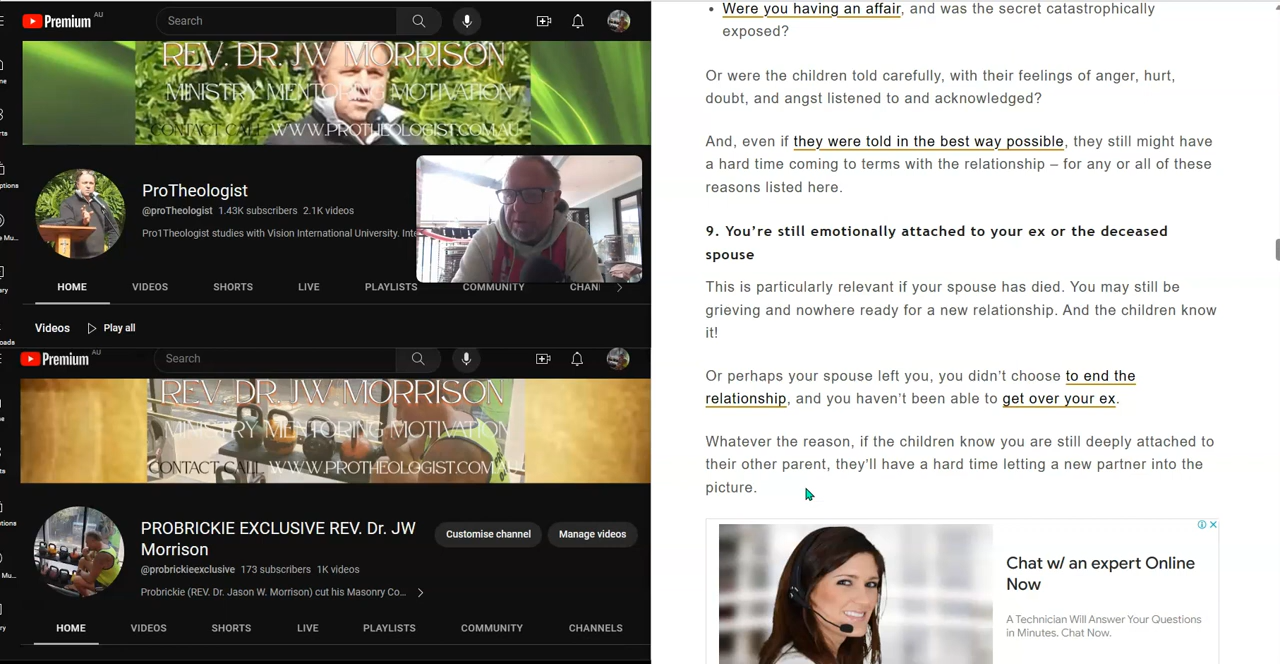 Premium AU
Search
REV. DR. JW MORRISON
MINISTRY MENTORING MOTIVATION
CONTACT CALL WWW.PROTHEOLOGIST.COM.AU
ProTheologist
@proTheologist 1.43K subscribers 2.1K videos
Pro1Theologist studies with Vision International University. Inte
HOME VIDEOS SHORTS LIVE PLAYLISTS COMMUNITY CHAN
Videos Play all
Premium AU
Search
REV. DR. JW MORRISON
MINISTRY MENTORING MOTIVATION
CONTACT CALL WWW.PROTHEOLOGIST.COM.AU
PROBRICKIE EXCLUSIVE REV. Dr. JW
Morrison
Customise channel
Manage videos
@probrickieexclusive 173 subscribers 1K videos
Probrickie (REV. Dr. Jason W. Morrison) cut his Masonry Co...
HOME VIDEOS SHORTS LIVE PLAYLISTS COMMUNITY CHANNELS
• Were you having an affair, and was the secret catastrophically
exposed?
Or were the children told carefully, with their feelings of anger, hurt,
doubt, and angst listened to and acknowledged?
And, even if they were told in the best way possible, they still might have
a hard time coming to terms with the relationship – for any or all of these
reasons listed here.
9. You’re still emotionally attached to your ex or the deceased
spouse
This is particularly relevant if your spouse has died. You may still be
grieving and nowhere ready for a new relationship. And the children know
it!
Or perhaps your spouse left you, you didn’t choose to end the
relationship, and you haven’t been able to get over your ex.
Whatever the reason, if the children know you are still deeply attached to
their other parent, they’ll have a hard time letting a new partner into the
picture.
Chat w/ an expert Online
Now
A Technician Will Answer Your Questions
in Minutes. Chat Now.